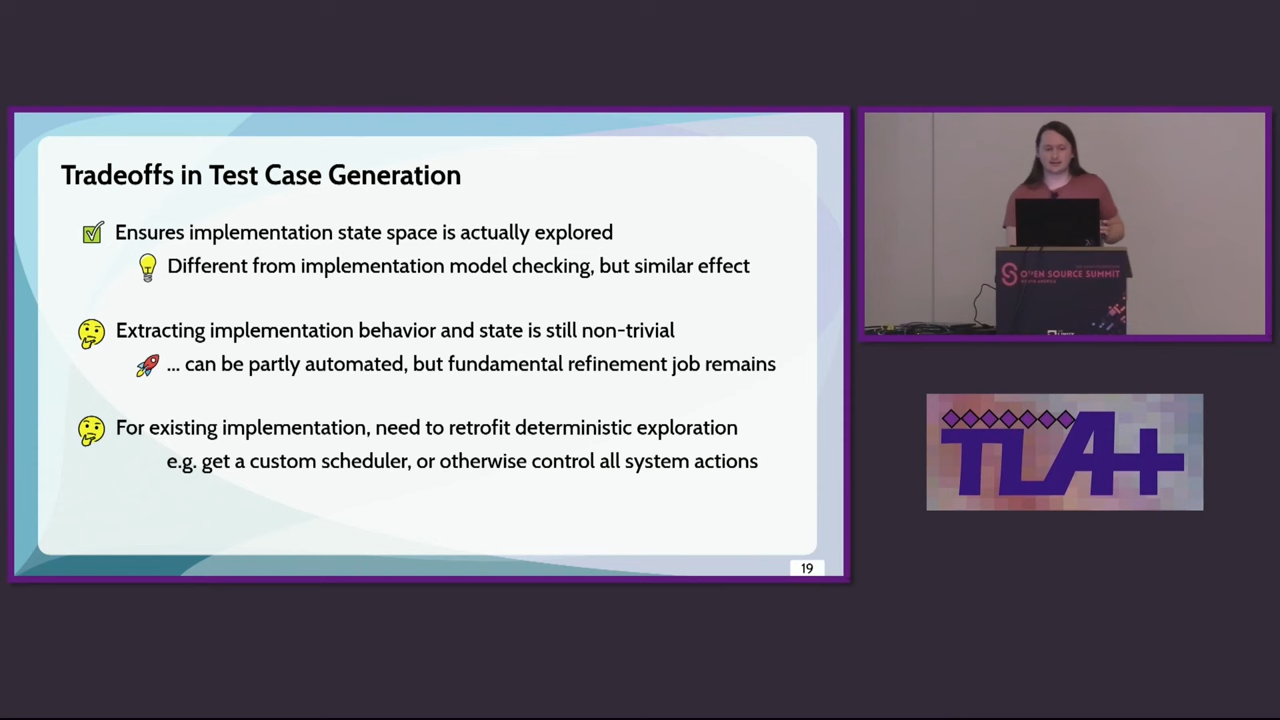 Tradeoffs in Test Case Generation
Ensures implementation state space is actually explored
Different from implementation model checking, but similar effect
Extracting implementation behavior and state is still non-trivial
... can be partly automated, but fundamental refinement job remains
For existing implementation, need to retrofit deterministic exploration
e.g. get a custom scheduler, or otherwise control all system actions
19
OPEN SOURCE SUMMIT
TLA+